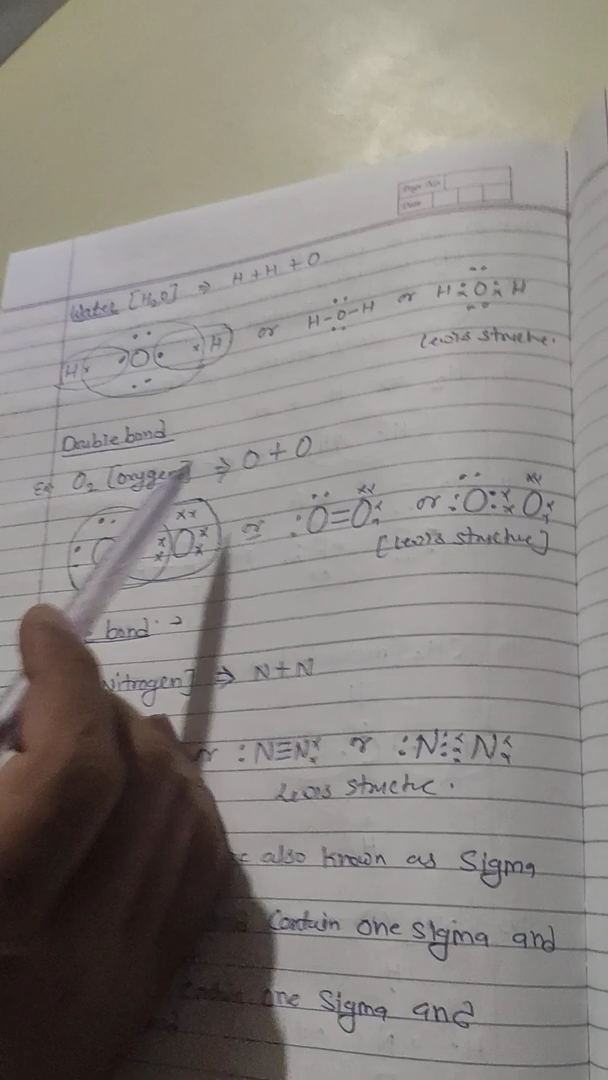 Page No.
Date
Water [H₂O] ⇒ H + H + O
H× •O• ×H or H-Ö-H or H:Ö:H
Lewis structure.
Double bond
Ex O₂ [oxygen] ⇒ O + O
or :Ö=O or :O::O
[Lewis structure]
bond :-
Nitrogen] ⇒ N+N
or :N≡N: or :N:::N:
Lewis structure.
also known as Sigma
Contain one sigma and
one sigma and